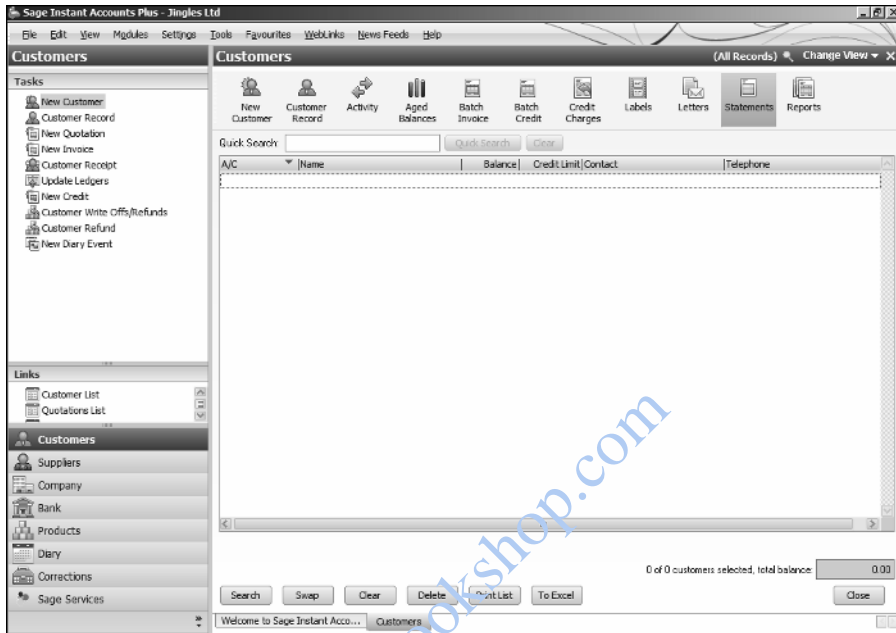 Sage Instant Accounts Plus - Jingles Ltd
File Edit View Modules Settings Tools Favourites WebLinks News Feeds Help
Customers
Tasks
New Customer
Customer Record
New Quotation
New Invoice
Customer Receipt
Update Ledgers
New Credit
Customer Write Offs/Refunds
Customer Refund
New Diary Event
Links
Customer List
Quotations List
Customers
Suppliers
Company
Bank
Products
Diary
Corrections
Sage Services
Customers (All Records) Change View
New Customer
Customer Record
Activity
Aged Balances
Batch Invoice
Batch Credit
Credit Charges
Labels
Letters
Statements
Reports
Quick Search: Quick Search Clear
A/C Name Balance Credit Limit Contact Telephone
0 of 0 customers selected, total balance: 0.00
Search Swap Clear Delete Print List To Excel Close
Welcome to Sage Instant Acco... Customers
ookshop.com